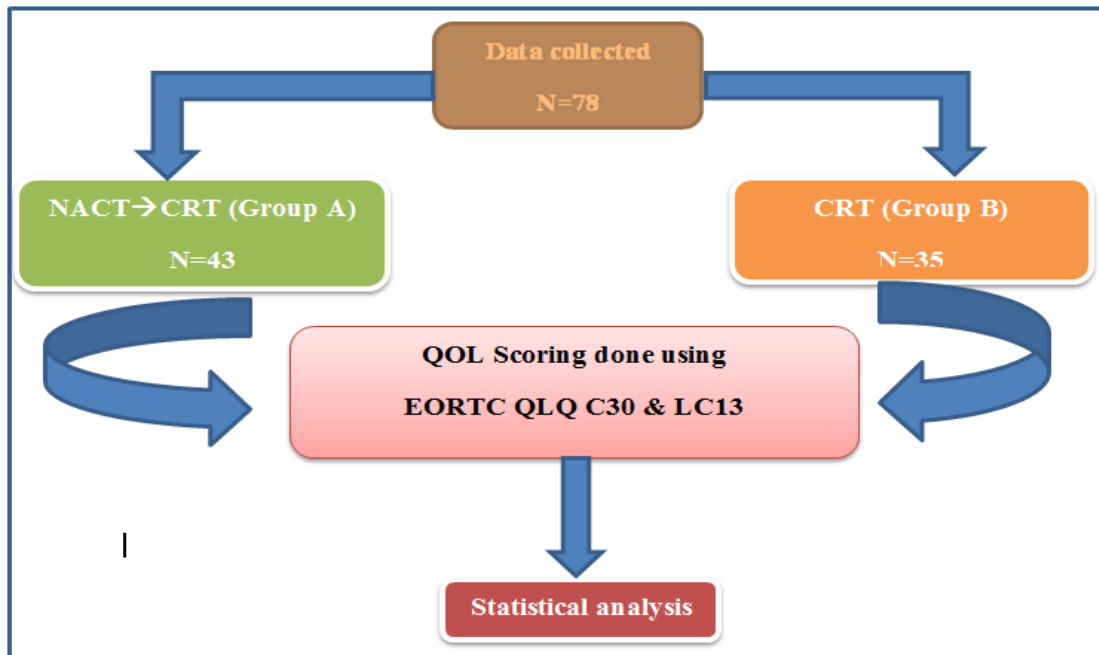 Data collected
N=78
NACT→CRT (Group A)
N=43
CRT (Group B)
N=35
QOL Scoring done using
EORTC QLQ C30 & LC13
Statistical analysis